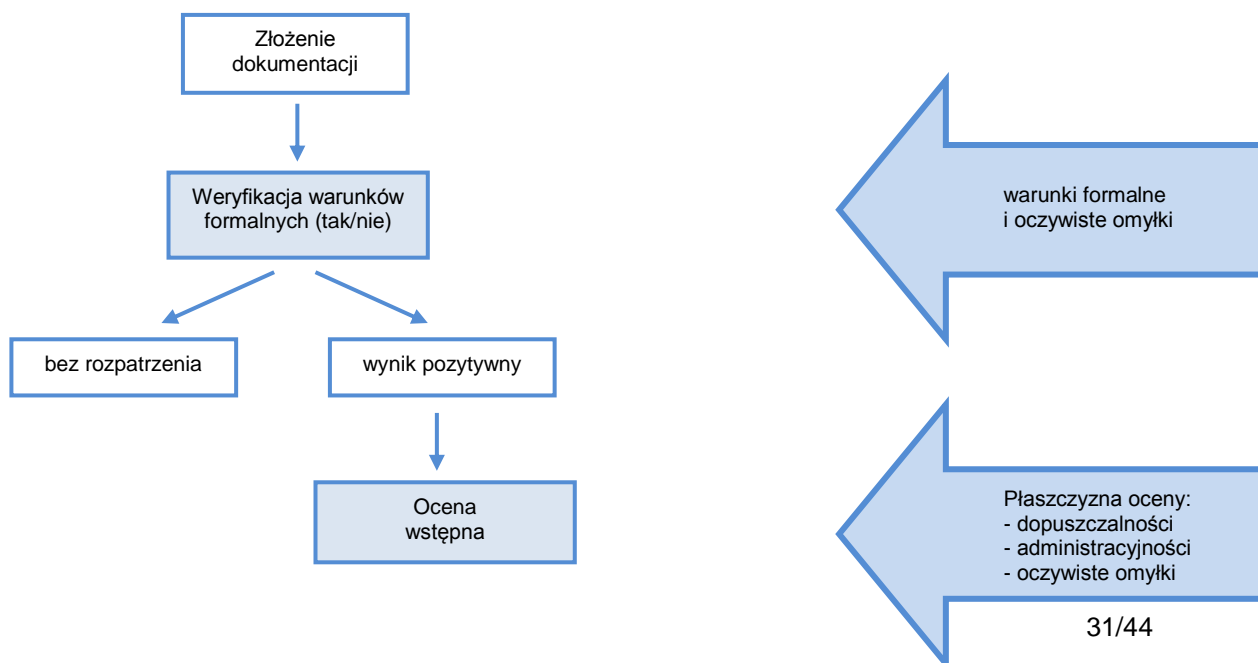 Złożenie
dokumentacji
Weryfikacja warunków
formalnych (tak/nie)
warunki formalne
i oczywiste omyłki
bez rozpatrzenia
wynik pozytywny
Ocena
wstępna
Płaszczyzna oceny:
- dopuszczalności
- administracyjności
- oczywiste omyłki
31/44